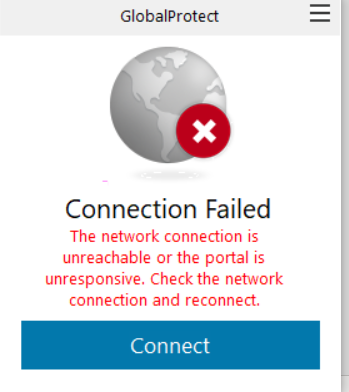 GlobalProtect
Connection Failed
The network connection is
unreachable or the portal is
unresponsive. Check the network
connection and reconnect.
Connect